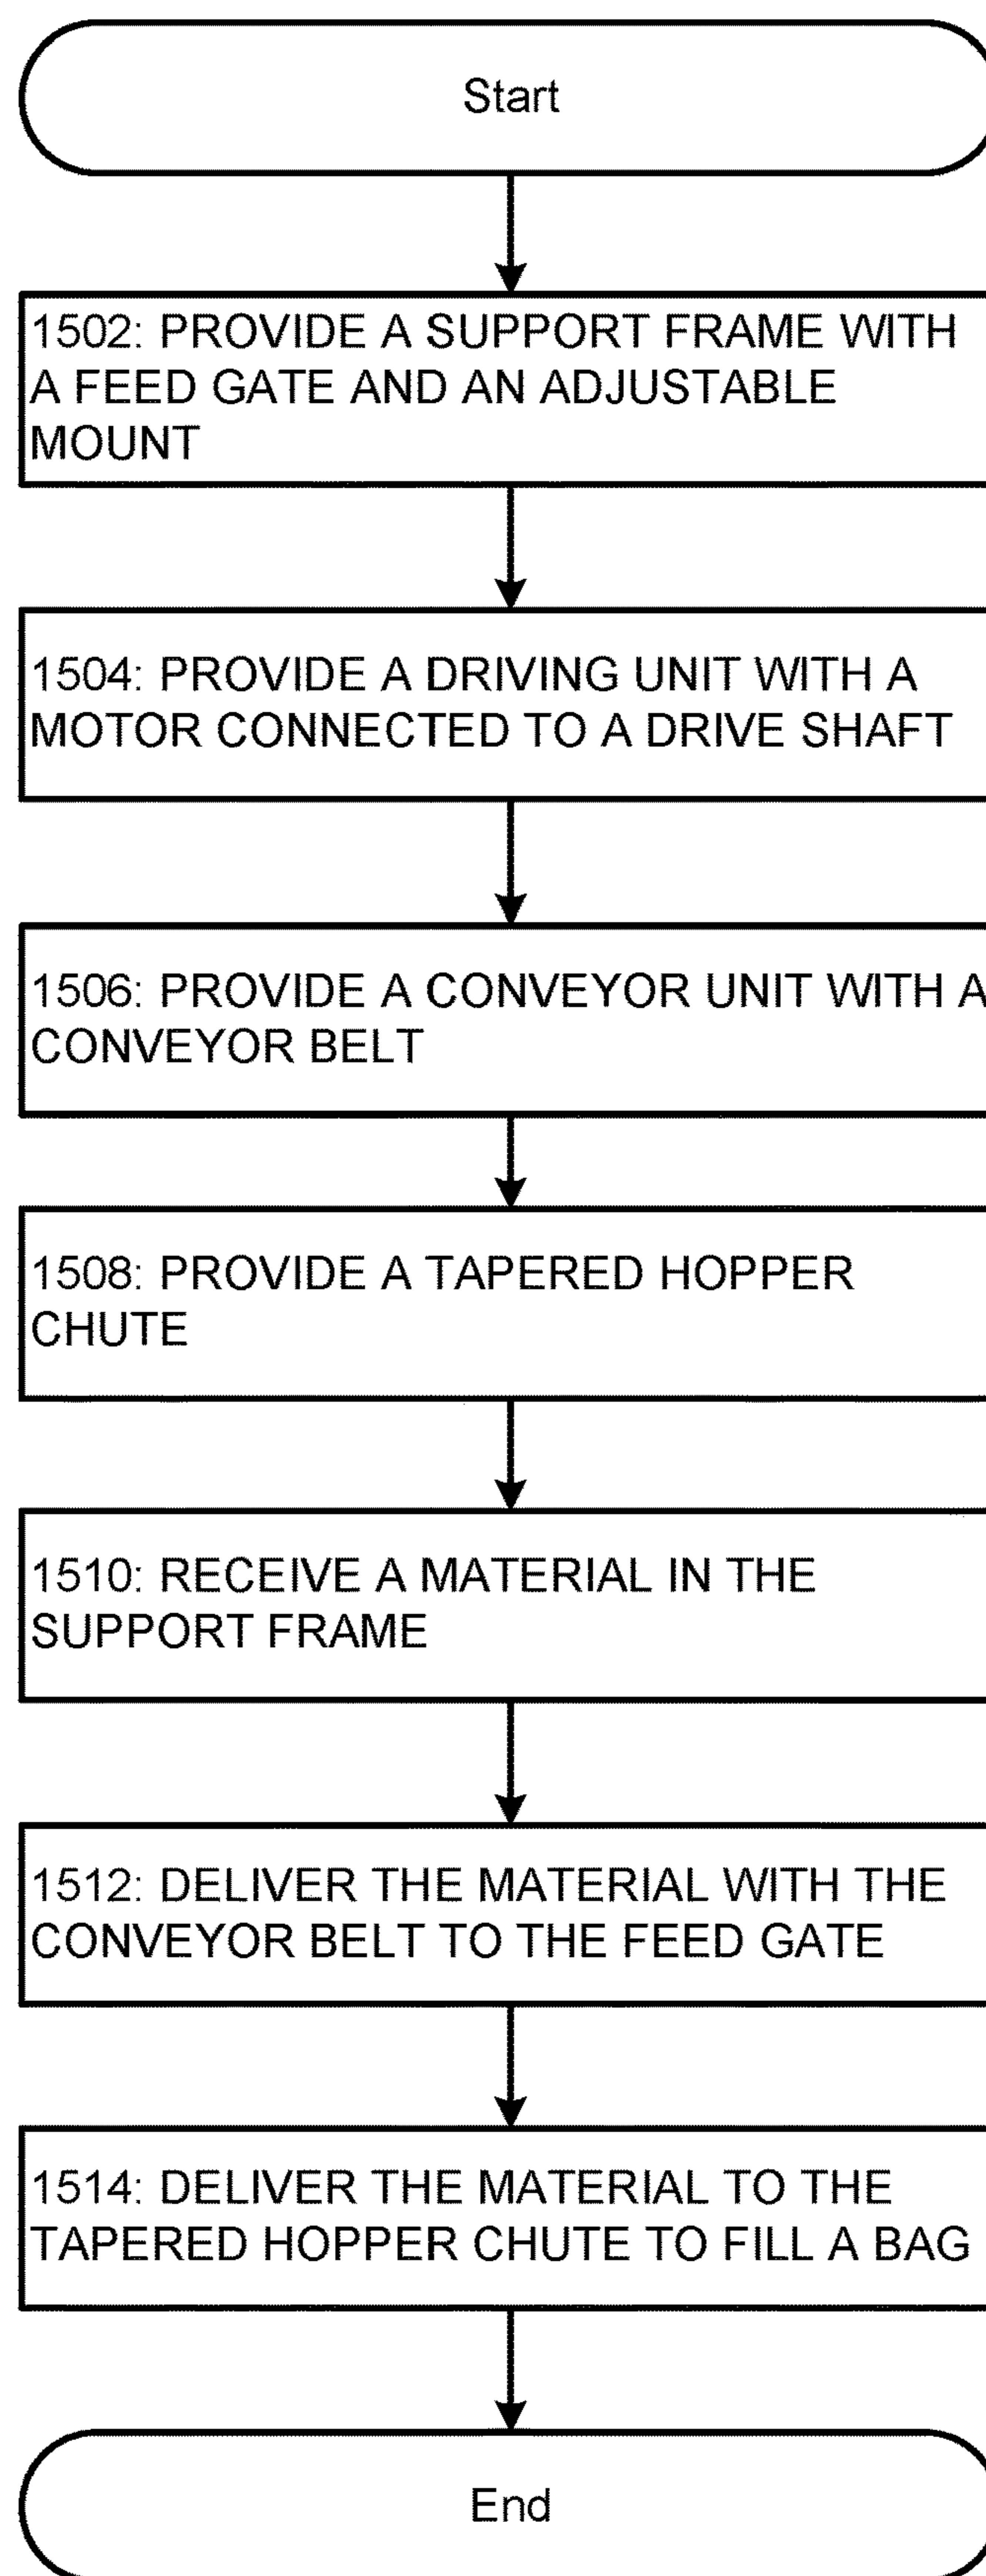 Start
1502: PROVIDE A SUPPORT FRAME WITH
A FEED GATE AND AN ADJUSTABLE
MOUNT
1504: PROVIDE A DRIVING UNIT WITH A
MOTOR CONNECTED TO A DRIVE SHAFT
1506: PROVIDE A CONVEYOR UNIT WITH A
CONVEYOR BELT
1508: PROVIDE A TAPERED HOPPER
CHUTE
1510: RECEIVE A MATERIAL IN THE
SUPPORT FRAME
1512: DELIVER THE MATERIAL WITH THE
CONVEYOR BELT TO THE FEED GATE
1514: DELIVER THE MATERIAL TO THE
TAPERED HOPPER CHUTE TO FILL A BAG
End